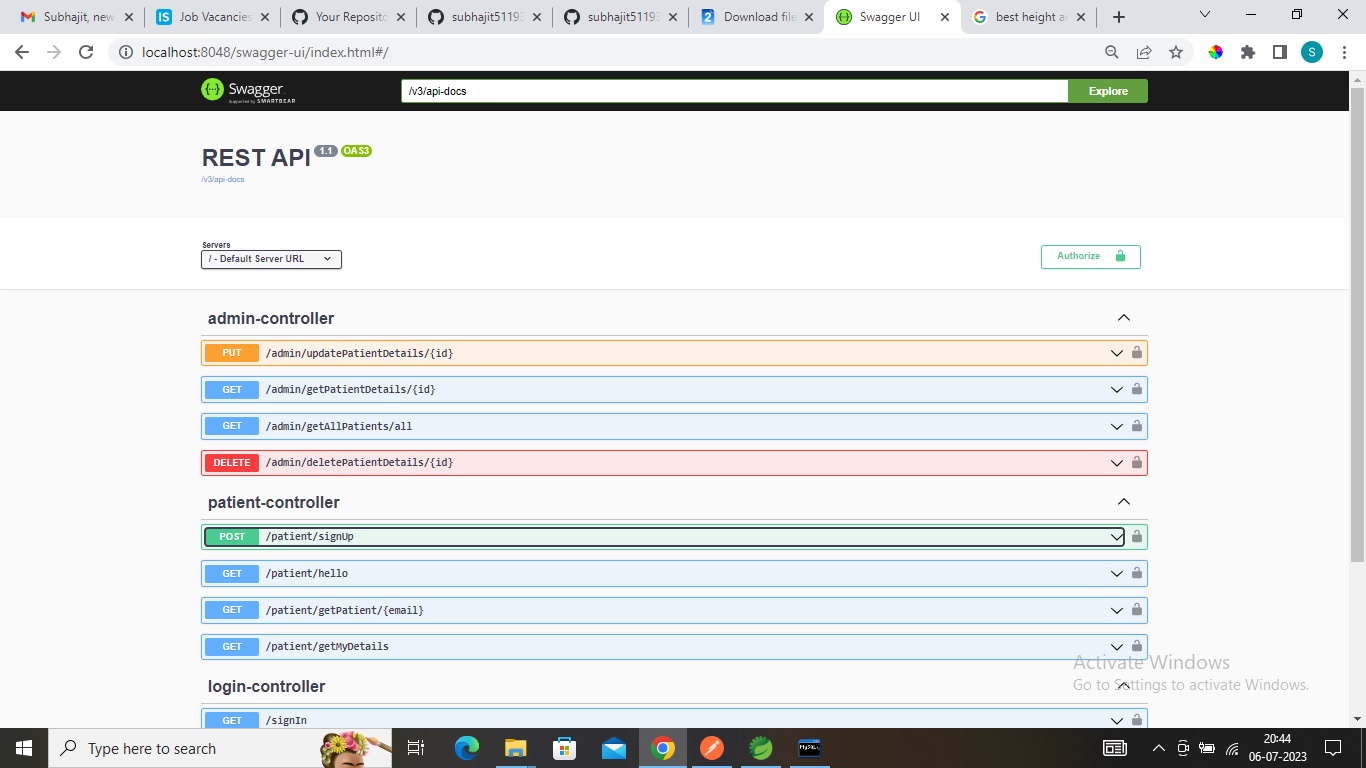 Subhajit, new
Job Vacancies
Your Reposito
subhajit51193
subhajit51193
Download file
Swagger UI
best height a
localhost:8048/swagger-ui/index.html#/
S
Swagger
Supported by SMARTBEAR
/v3/api-docs
Explore
REST API 1.1 OAS3
/v3/api-docs
Servers
/ - Default Server URL
Authorize
admin-controller
PUT /admin/updatePatientDetails/{id}
GET /admin/getPatientDetails/{id}
GET /admin/getAllPatients/all
DELETE /admin/deletePatientDetails/{id}
patient-controller
POST /patient/signUp
GET /patient/hello
GET /patient/getPatient/{email}
GET /patient/getMyDetails
Activate Windows
Go to Settings to activate Windows.
login-controller
GET /signIn
Type here to search
MySQL
20:44
06-07-2023